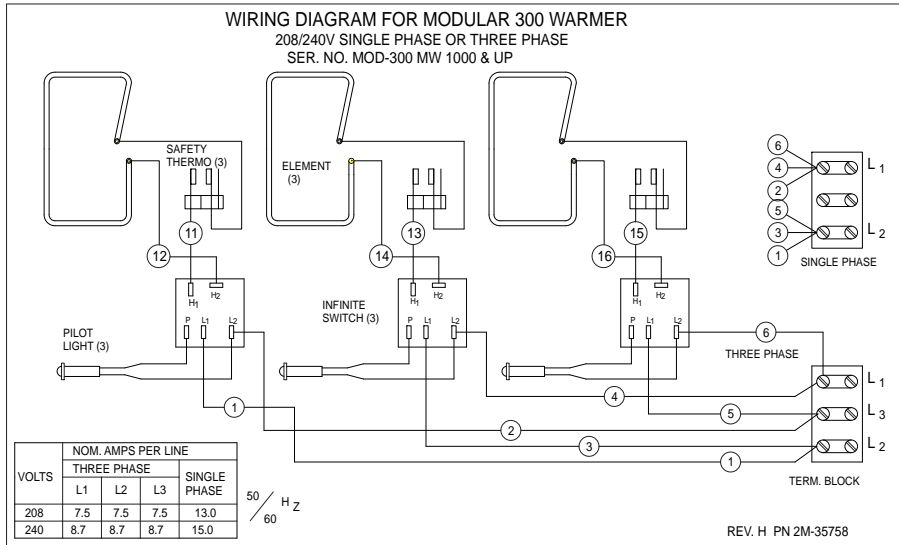 WIRING DIAGRAM FOR MODULAR 300 WARMER
208/240V SINGLE PHASE OR THREE PHASE
SER. NO. MOD-300 MW 1000 & UP
SAFETY
THERMO (3)
ELEMENT
(3)
11
12
13
14
15
16
6
4
2
5
3
1
L1
L2
SINGLE PHASE
H1
H2
P
L1
L2
H1
H2
P
L1
L2
H1
H2
P
L1
L2
INFINITE
SWITCH (3)
PILOT
LIGHT (3)
6
THREE PHASE
4
1
5
2
3
1
L1
L3
L2
TERM. BLOCK
VOLTS
NOM. AMPS PER LINE
THREE PHASE
SINGLE
PHASE
L1 L2 L3
208 7.5 7.5 7.5 13.0
240 8.7 8.7 8.7 15.0
50/60 HZ
REV. H PN 2M-35758